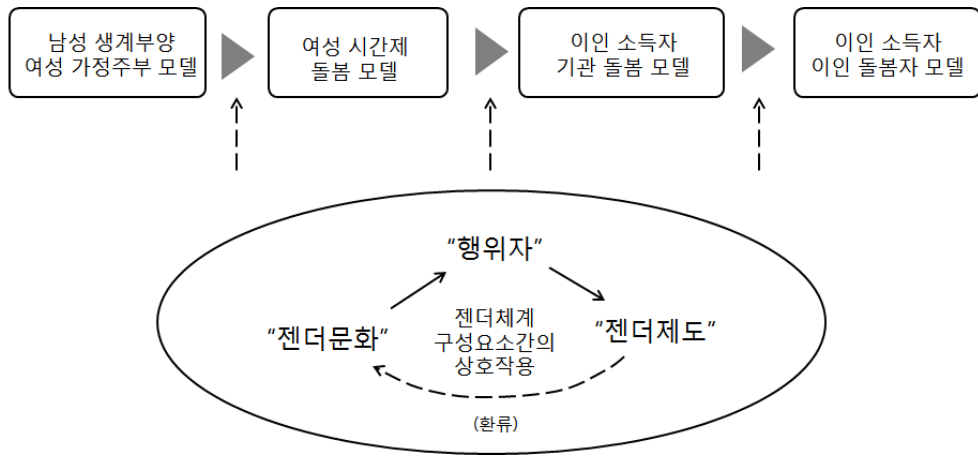 남성 생계부양
여성 가정주부 모델
여성 시간제
돌봄 모델
이인 소득자
기관 돌봄 모델
이인 소득자
이인 돌봄자 모델
"행위자"
"젠더문화"
젠더체계
구성요소간의
상호작용
"젠더제도"
(환류)